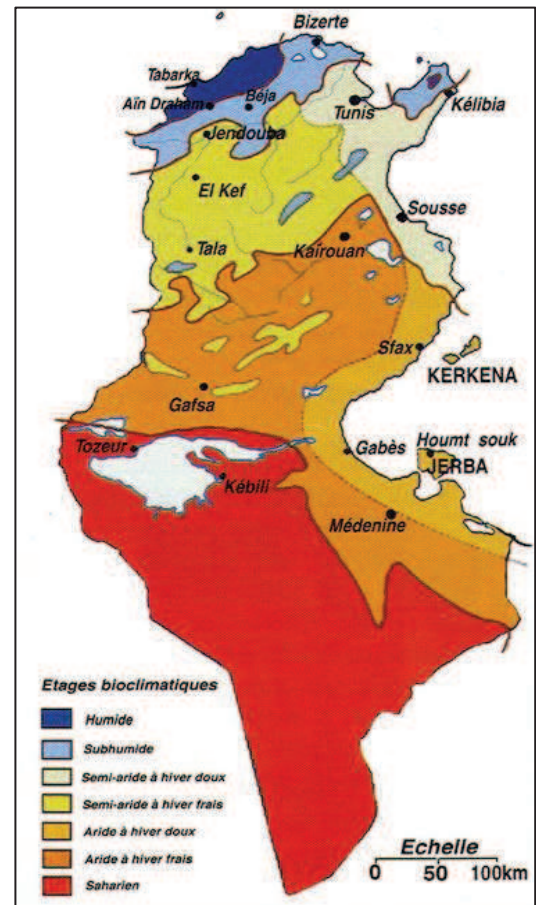 Bizerte
Tabarka
Aïn Draham
Béja
Tunis
Kélibia
Jendouba
El Kef
Sousse
Tala
Kaïrouan
Sfax
KERKENA
Gafsa
Tozeur
Gabès
Houmt souk
JERBA
Kébili
Médenine
Etages bioclimatiques
Humide
Subhumide
Semi-aride à hiver doux
Semi-aride à hiver frais
Aride à hiver doux
Aride à hiver frais
Saharien
Echelle
0 50 100km